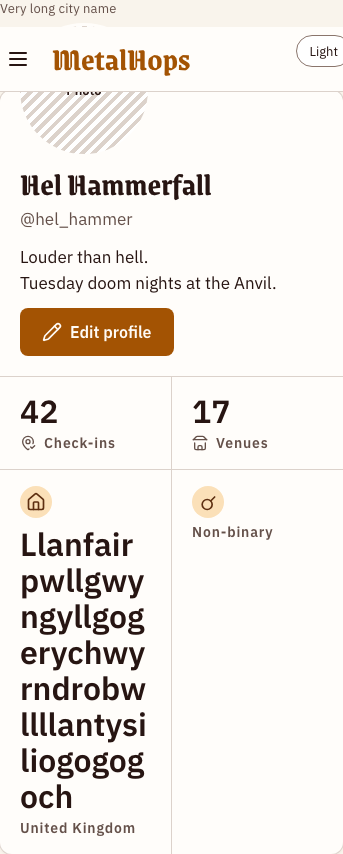 Very long city name
MetalHops
Light
Hel Hammerfall
@hel_hammer
Louder than hell.
Tuesday doom nights at the Anvil.
Edit profile
42
17
Check-ins
Venues
Llanfair
pwllgwy
ngyllgog
erychwy
rndrobw
llllantysi
liogogog
och
United Kingdom
Non-binary